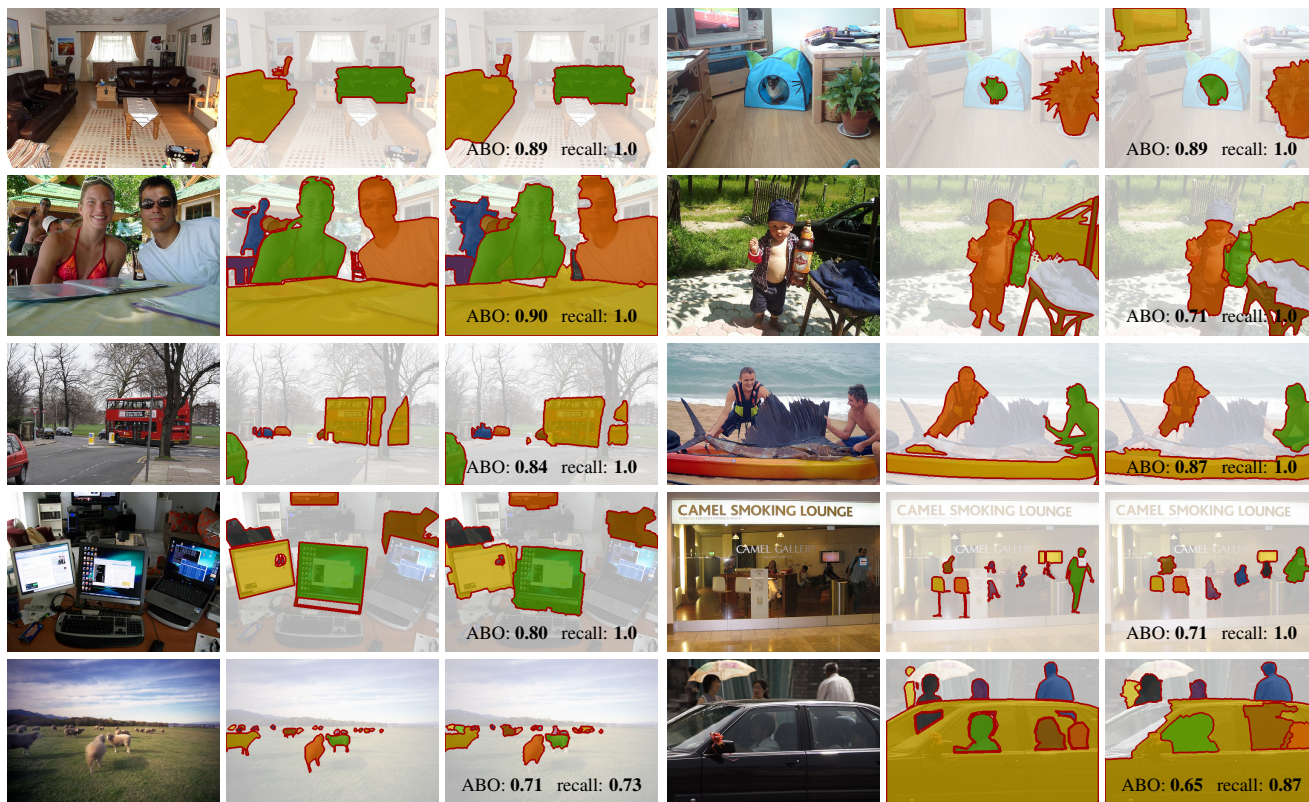 ABO: 0.89 recall: 1.0
ABO: 0.89 recall: 1.0
ABO: 0.90 recall: 1.0
ABO: 0.71 recall: 1.0
ABO: 0.84 recall: 1.0
ABO: 0.87 recall: 1.0
CAMEL SMOKING LOUNGE
CAMEL SMOKING LOUNGE
CAMEL SMOKING LOUNGE
CAMEL GALLERY
ABO: 0.80 recall: 1.0
ABO: 0.71 recall: 1.0
ABO: 0.71 recall: 0.73
ABO: 0.65 recall: 0.87